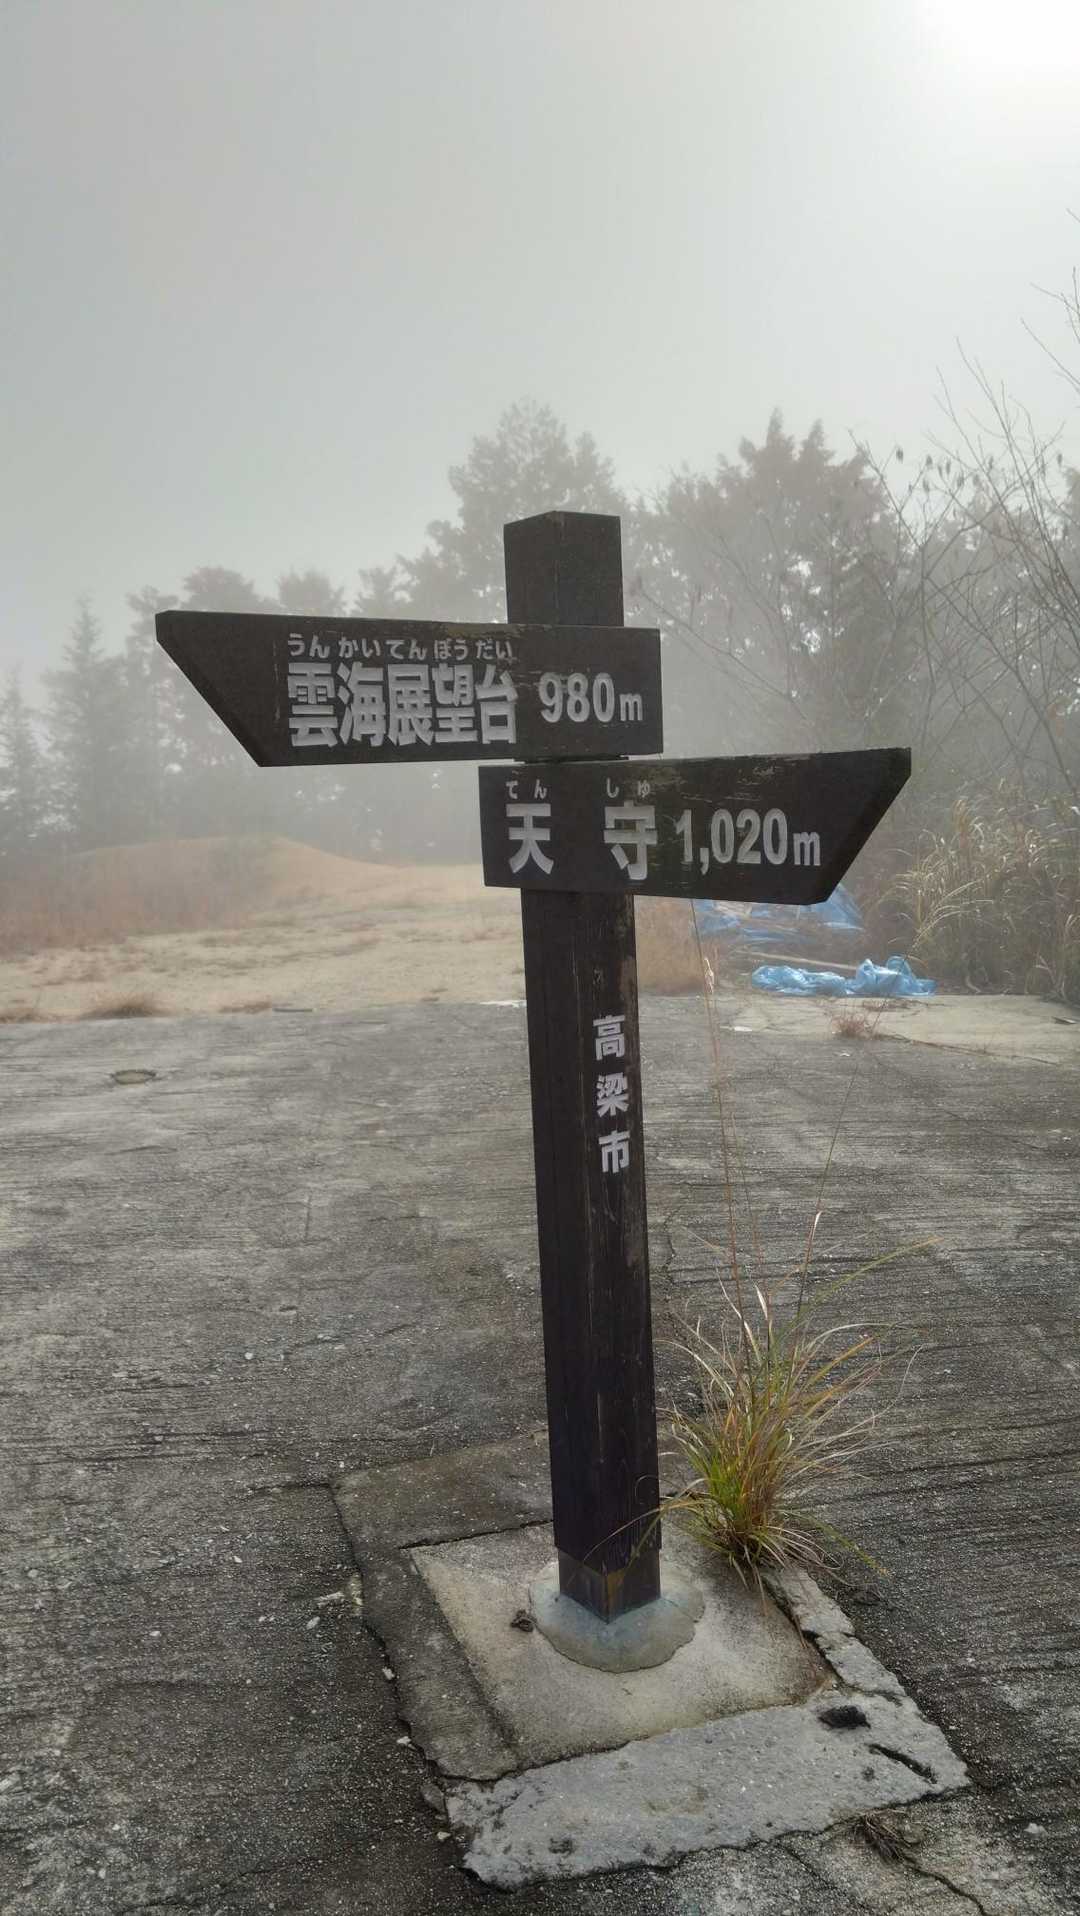 うんかいてんぼうだい
雲海展望台 980m
てんしゅ
天守 1,020m
高梁市